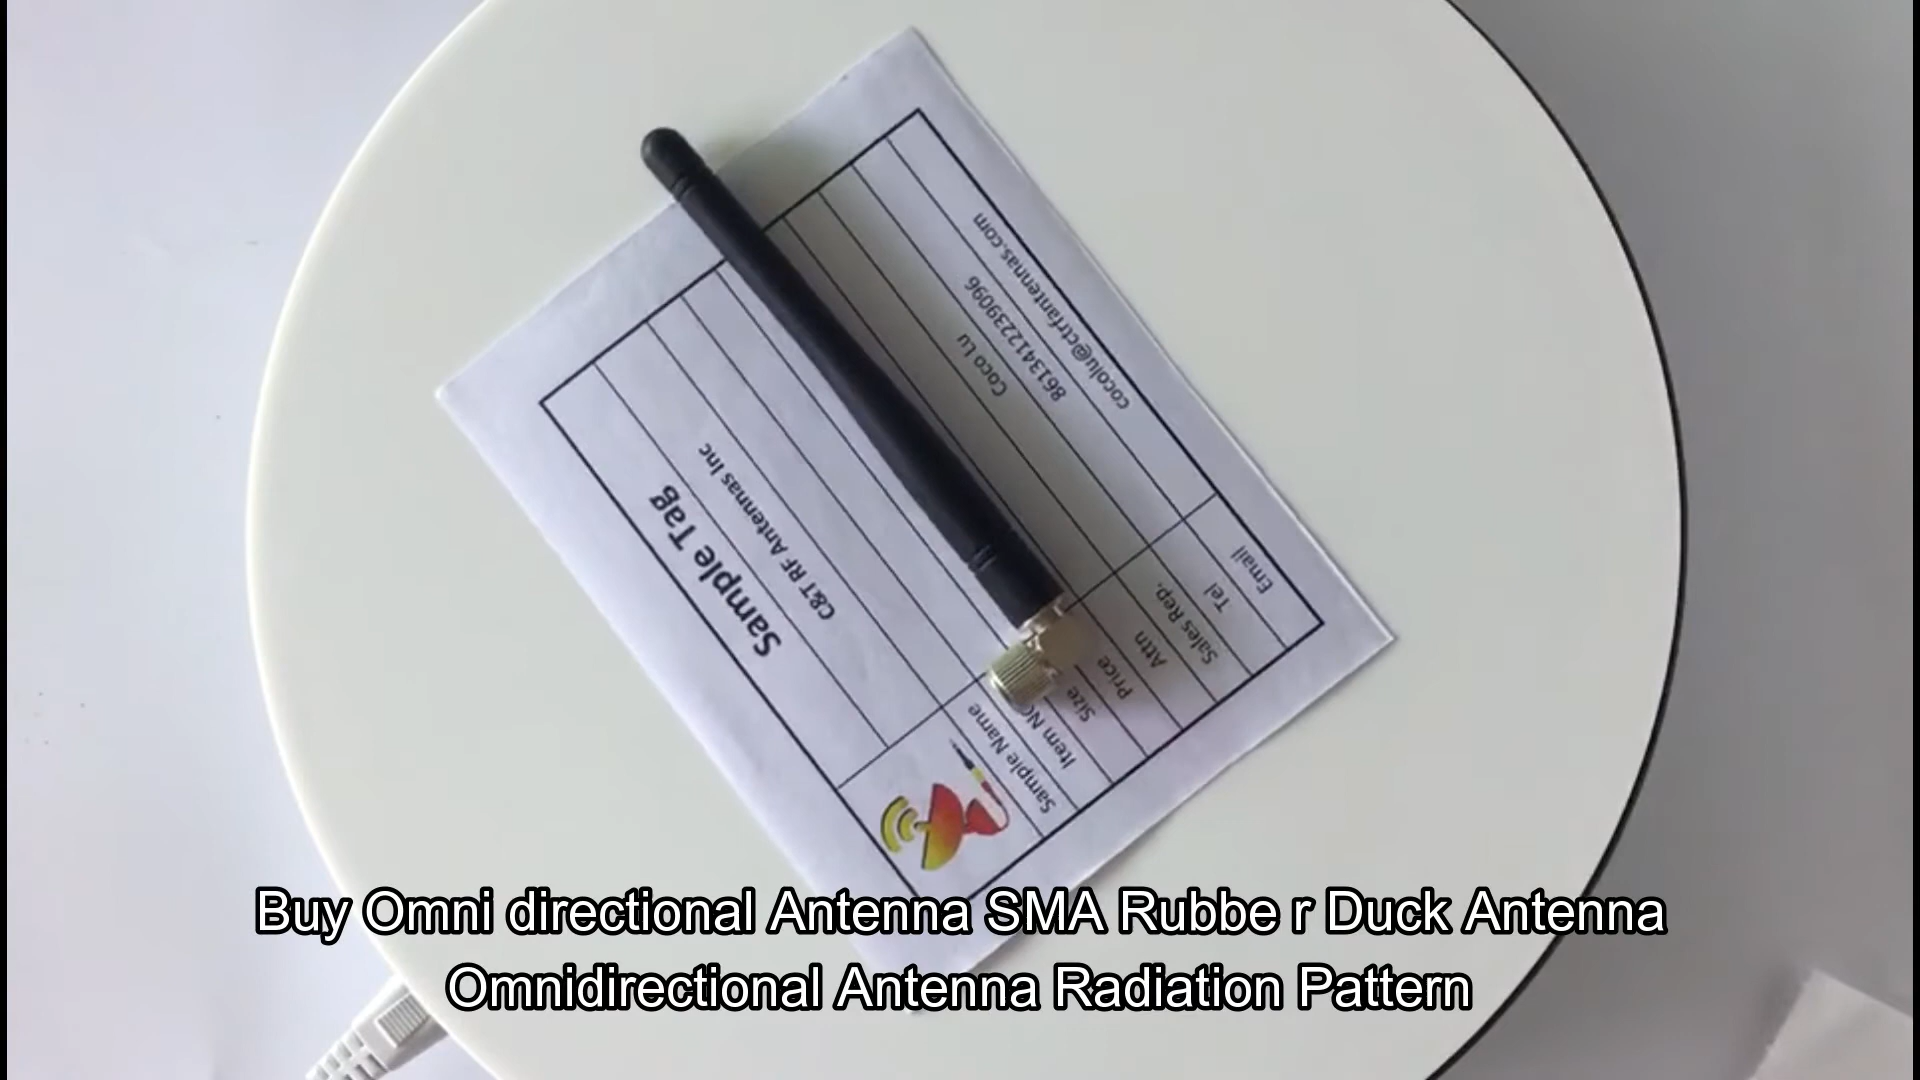 Sample Tag
C&T RF Antennas Inc
Sample Name
Item NO
Size
Price
Attn
Sales Rep. Coco Lu
Tel 8613412239096
Email cocolu@ctrfantennas.com
Buy Omni directional Antenna SMA Rubbe r Duck Antenna
Omnidirectional Antenna Radiation Pattern